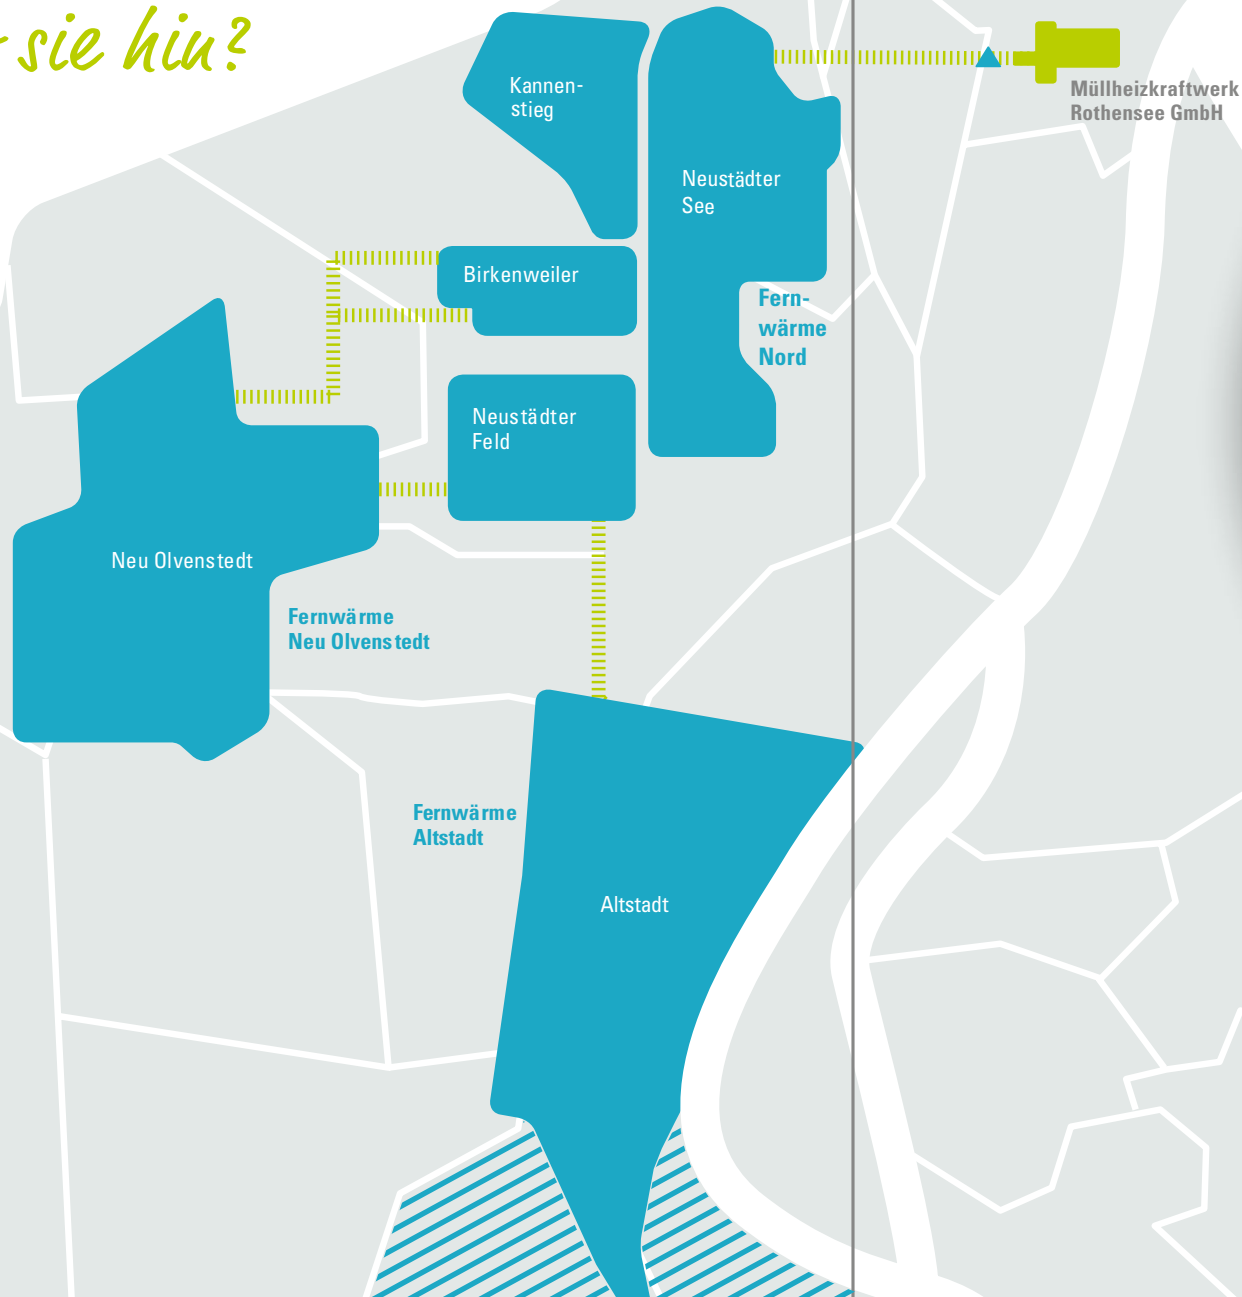 sie hin?
Kannen-
stieg
Müllheizkraftwerk
Rothensee GmbH
Neustädter
See
Birkenweiler
Fern-
wärme
Nord
Neustädter
Feld
Neu Olvenstedt
Fernwärme
Neu Olvenstedt
Fernwärme
Altstadt
Altstadt